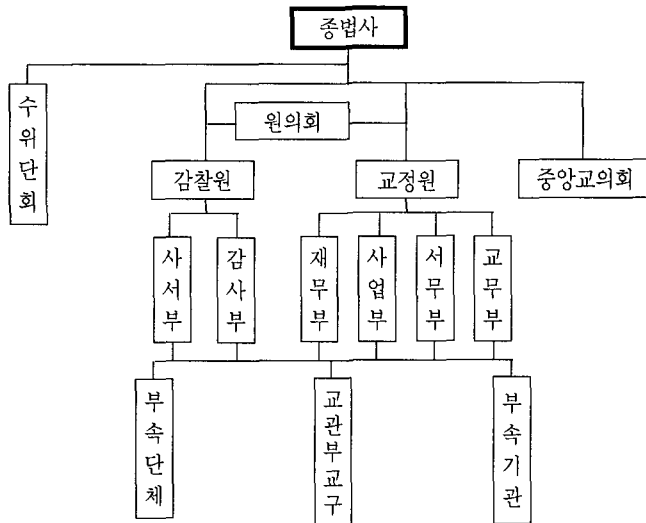 종법사
수위단회
원의회
감찰원
교정원
중앙교의회
사서부
감사부
재무부
사업부
서무부
교무부
부속단체
교관부교구
부속기관